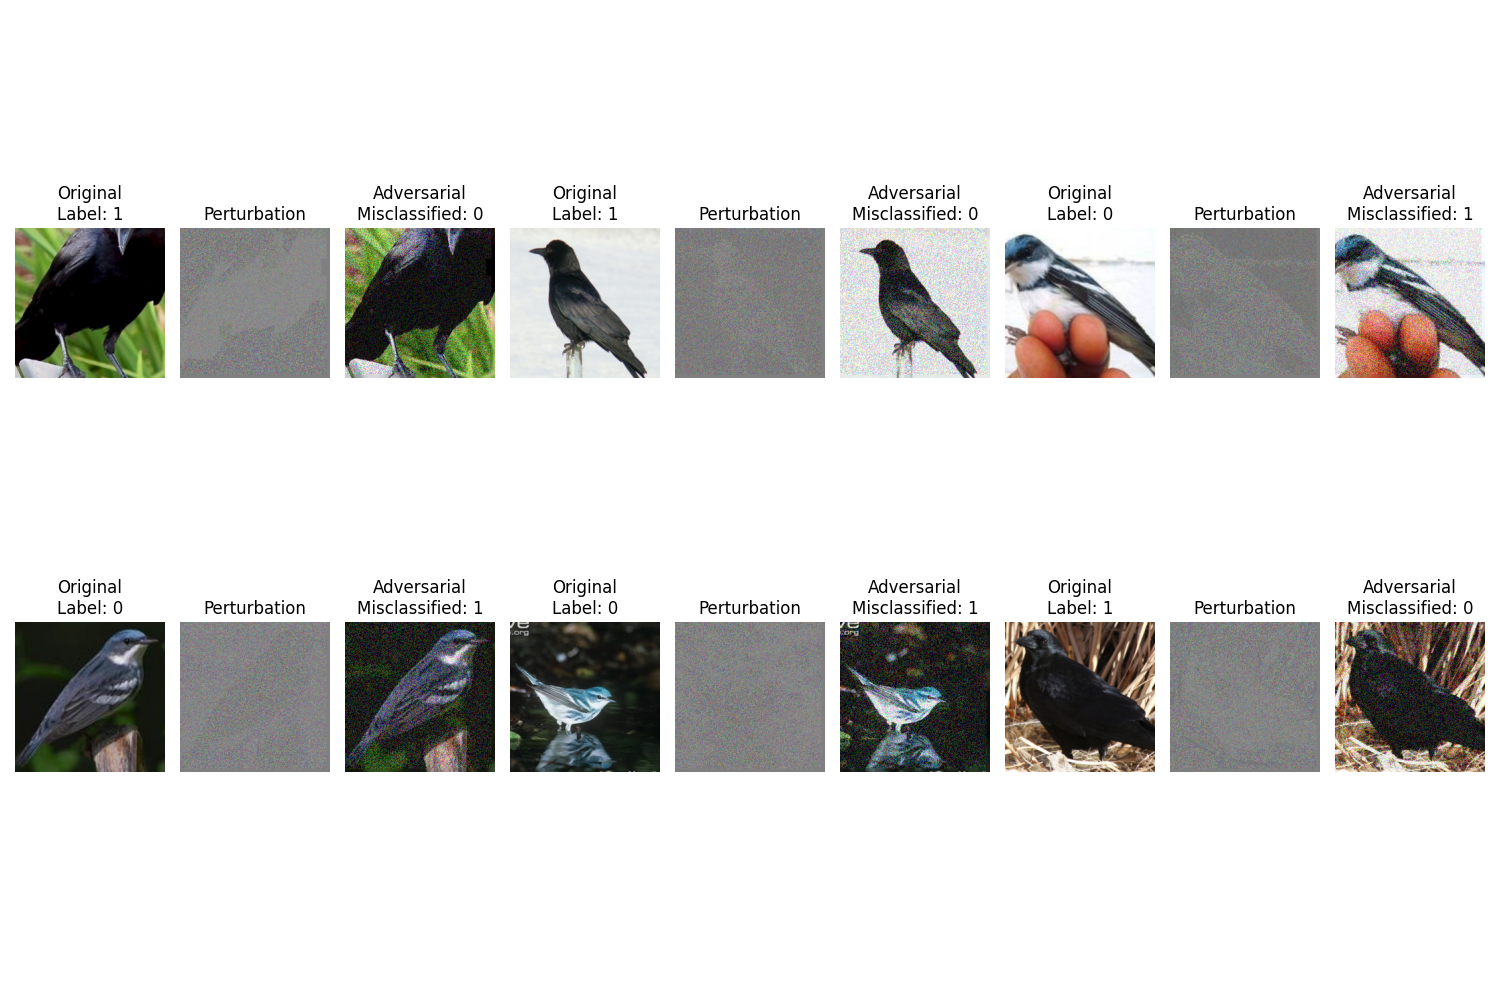 Original
Label: 1
Perturbation
Adversarial
Misclassified: 0
Original
Label: 1
Perturbation
Adversarial
Misclassified: 0
Original
Label: 0
Perturbation
Adversarial
Misclassified: 1
Original
Label: 0
Perturbation
Adversarial
Misclassified: 1
Original
Label: 0
Perturbation
Adversarial
Misclassified: 1
Original
Label: 1
Perturbation
Adversarial
Misclassified: 0